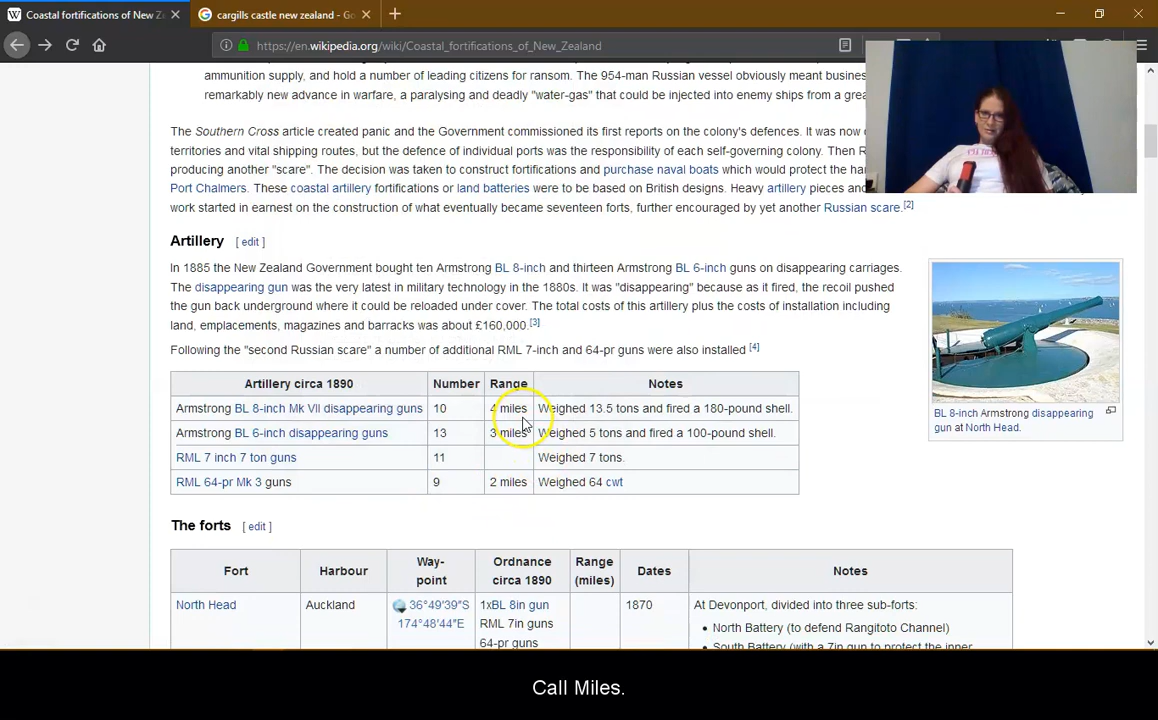 Coastal fortifications of New Ze
cargills castle new zealand - Go
https://en.wikipedia.org/wiki/Coastal_fortifications_of_New_Zealand
ammunition supply, and hold a number of leading citizens for ransom. The 954-man Russian vessel obviously meant busines
remarkably new advance in warfare, a paralysing and deadly "water-gas" that could be injected into enemy ships from a grea
The Southern Cross article created panic and the Government commissioned its first reports on the colony's defences. It was now
territories and vital shipping routes, but the defence of individual ports was the responsibility of each self-governing colony. Then R
producing another "scare". The decision was taken to construct fortifications and purchase naval boats which would protect the ha
Port Chalmers. These coastal artillery fortifications or land batteries were to be based on British designs. Heavy artillery pieces an
work started in earnest on the construction of what eventually became seventeen forts, further encouraged by yet another Russian scare.[2]
Artillery [ edit ]
In 1885 the New Zealand Government bought ten Armstrong BL 8-inch and thirteen Armstrong BL 6-inch guns on disappearing carriages.
The disappearing gun was the very latest in military technology in the 1880s. It was "disappearing" because as it fired, the recoil pushed
the gun back underground where it could be reloaded under cover. The total costs of this artillery plus the costs of installation including
land, emplacements, magazines and barracks was about £160,000.[3]
Following the "second Russian scare" a number of additional RML 7-inch and 64-pr guns were also installed [4]
Artillery circa 1890 Number Range Notes
Armstrong BL 8-inch Mk VII disappearing guns 10 4 miles Weighed 13.5 tons and fired a 180-pound shell.
Armstrong BL 6-inch disappearing guns 13 3 miles Weighed 5 tons and fired a 100-pound shell.
RML 7 inch 7 ton guns 11 Weighed 7 tons.
RML 64-pr Mk 3 guns 9 2 miles Weighed 64 cwt
BL 8-inch Armstrong disappearing
gun at North Head.
The forts [ edit ]
Fort Harbour Way-
point Ordnance
circa 1890 Range
(miles) Dates Notes
North Head Auckland 36°49′39″S
174°48′44″E 1xBL 8in gun
RML 7in guns
64-pr guns 1870 At Devonport, divided into three sub-forts:
• North Battery (to defend Rangitoto Channel)
• South Battery (with a 7in gun to protect the inner
Call Miles.